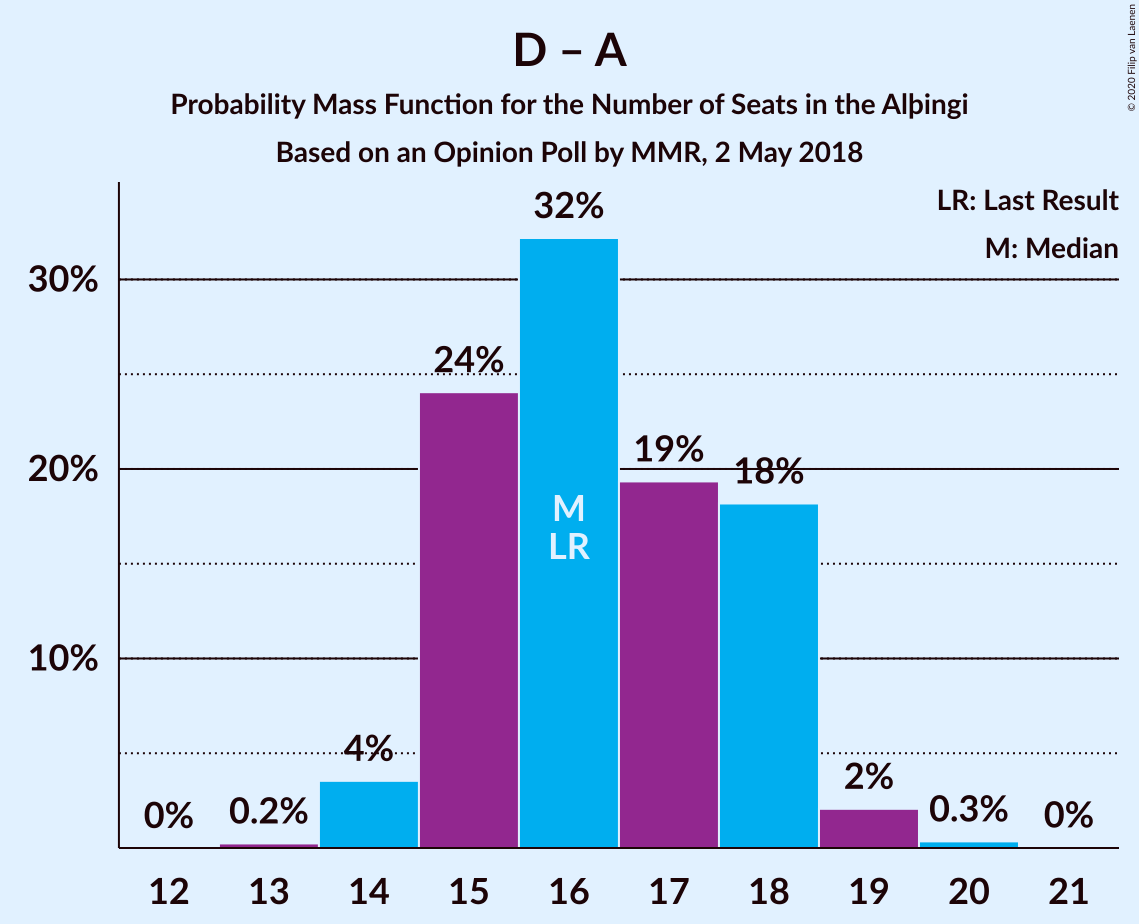 D – A
Probability Mass Function for the Number of Seats in the Alþingi
Based on an Opinion Poll by MMR, 2 May 2018
© 2020 Filip van Laenen
LR: Last Result
M: Median
30%
20%
10%
0%
0.2%
4%
24%
32%
19%
18%
2%
0.3%
0%
M
LR
12 13 14 15 16 17 18 19 20 21